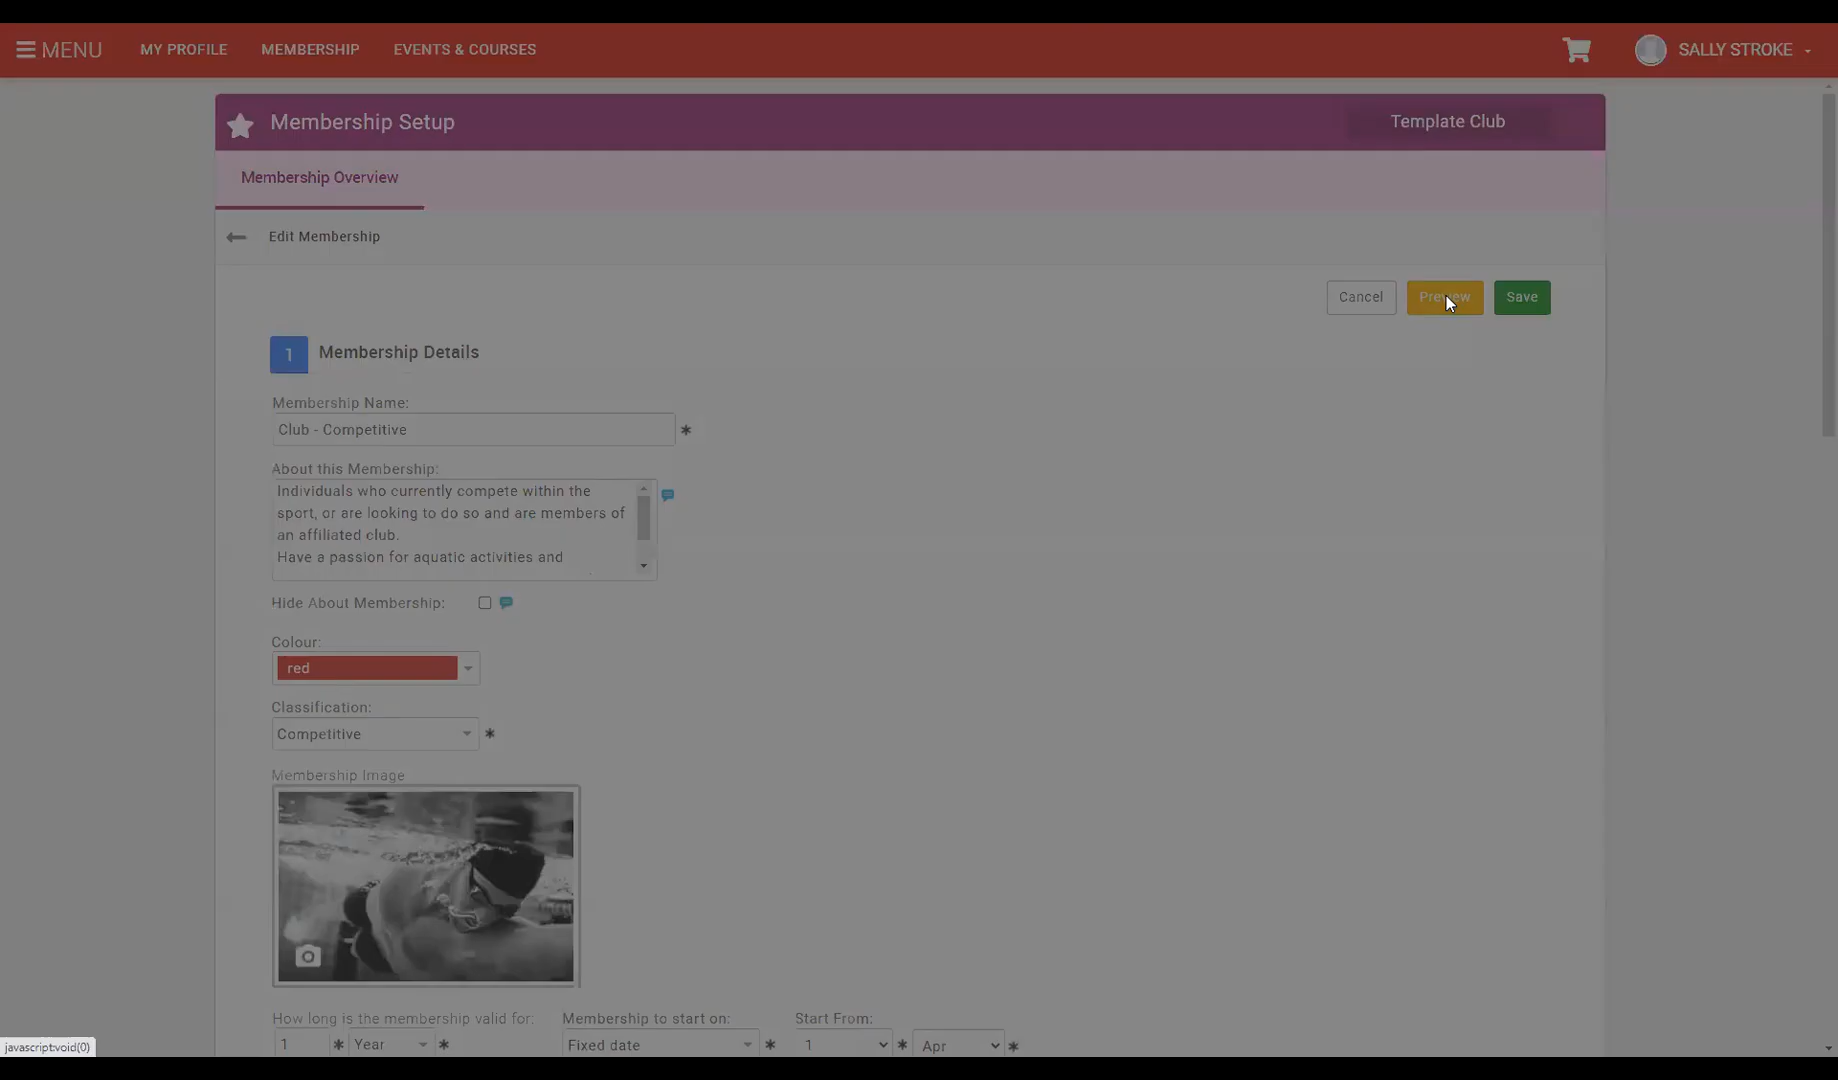 MENU
MY PROFILE
MEMBERSHIP
EVENTS & COURSES
SALLY STROKE
Membership Setup
Template Club
Membership Overview
Edit Membership
Cancel
Preview
Save
1
Membership Details
Membership Name:
Club - Competitive
*
About this Membership:
Individuals who currently compete within the
sport, or are looking to do so and are members of
an affiliated club.
Have a passion for aquatic activities and
Hide About Membership:
Colour:
red
Classification:
Competitive
*
Membership Image
How long is the membership valid for:
Membership to start on:
Start From:
1 * Year *
Fixed date *
1 * Apr *
javascript:void(0)